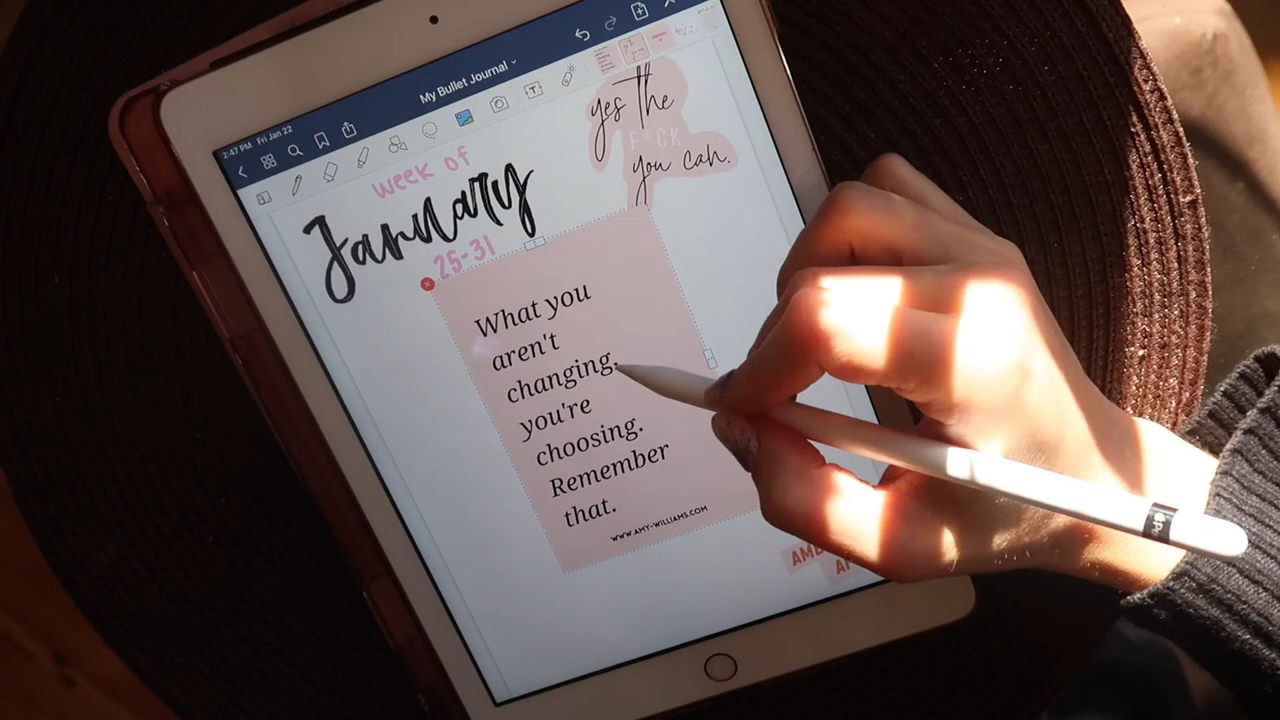 2:47 PM Fri Jan 22
My Bullet Journal
week of
January
25-31
yes the
F*CK
you can.
What you
aren't
changing.
you're
choosing.
Remember
that.
WWW.AMY-WILLIAMS.COM